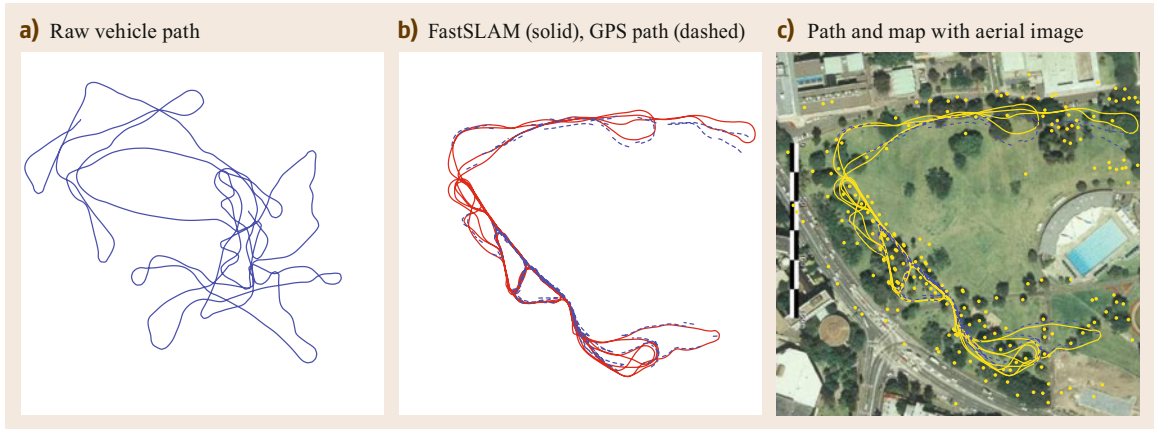 a) Raw vehicle path
b) FastSLAM (solid), GPS path (dashed)
c) Path and map with aerial image